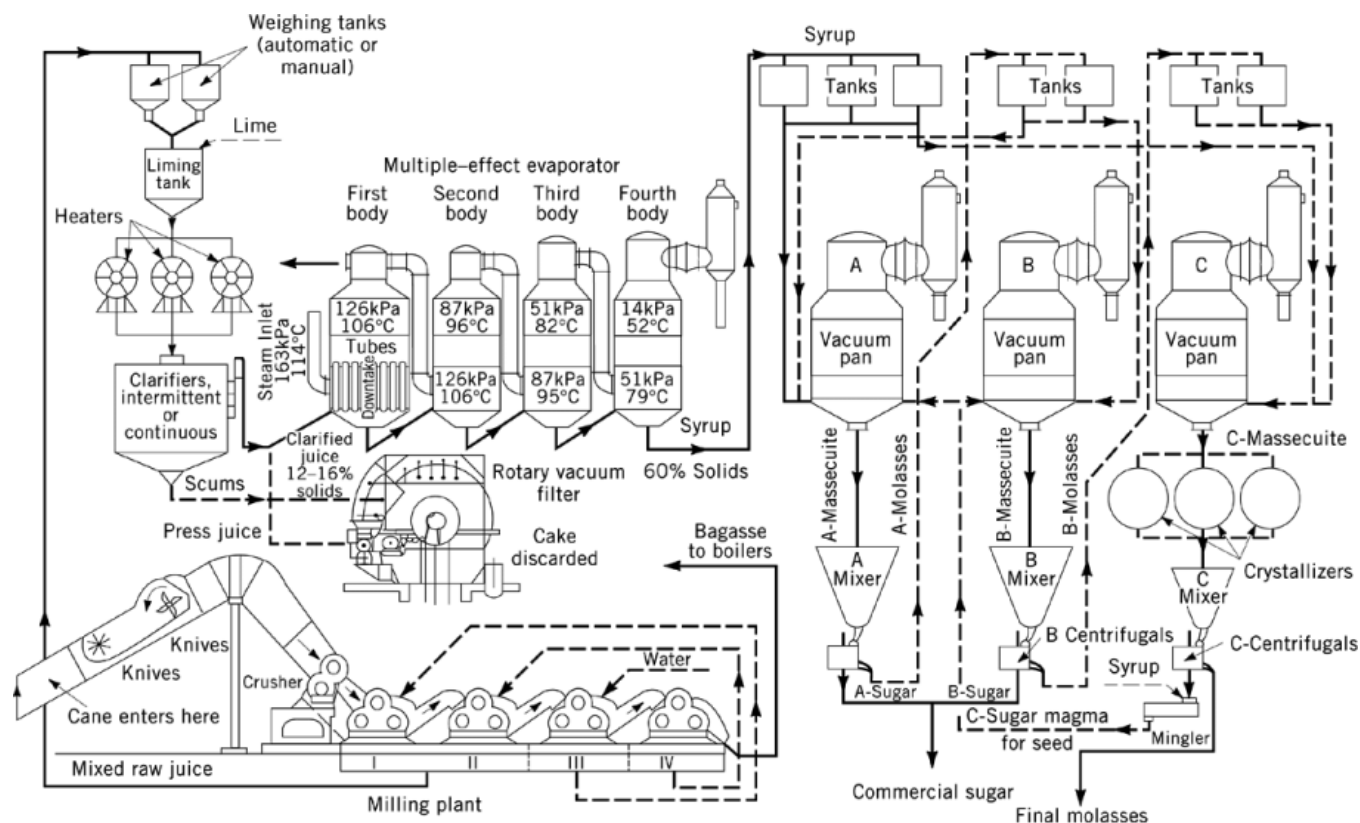 Weighing tanks
(automatic or
manual)
Lime
Liming
tank
Heaters
Clarifiers,
intermittent
or
continuous
Scums
Press juice
Multiple–effect evaporator
First
body
Second
body
Third
body
Fourth
body
Steam Inlet
163kPa
114°C
126kPa
106°C
Tubes
Downtake
87kPa
96°C
126kPa
106°C
51kPa
82°C
87kPa
95°C
14kPa
52°C
51kPa
79°C
Clarified
juice
12–16%
solids
Rotary vacuum
filter
Syrup
60% Solids
Cake
discarded
Bagasse
to boilers
Knives
Knives
Crusher
Cane enters here
Water
Mixed raw juice
I
II
III
IV
Milling plant
Syrup
Tanks
Tanks
Tanks
A
Vacuum
pan
B
Vacuum
pan
C
Vacuum
pan
A-Massecuite
A-Molasses
B-Massecuite
B-Molasses
C-Massecuite
Crystallizers
A
Mixer
B
Mixer
C
Mixer
B Centrifugals
C-Centrifugals
A-Sugar
B-Sugar
Syrup
C-Sugar magma
for seed
Mingler
Commercial sugar
Final molasses